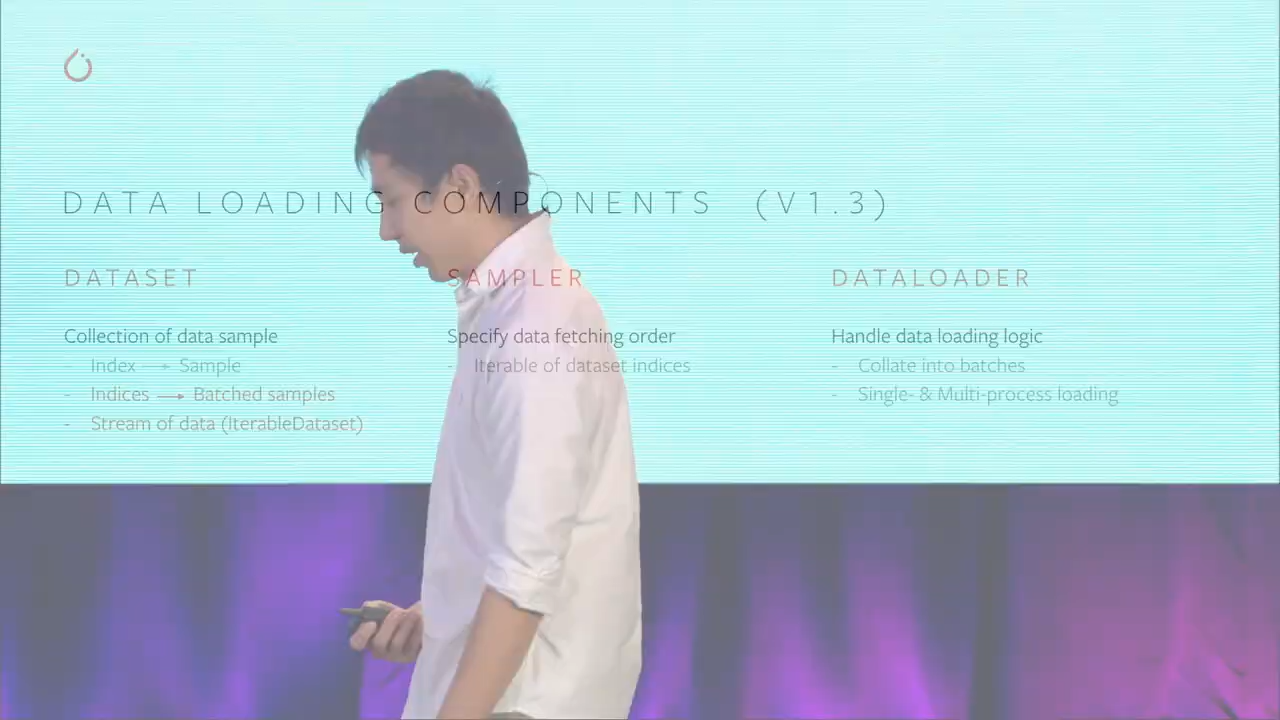 DATA LOADING COMPONENTS (V1.3)
DATASET
Collection of data sample
- Index → Sample
- Indices → Batched samples
- Stream of data (IterableDataset)
SAMPLER
Specify data fetching order
- Iterable of dataset indices
DATALOADER
Handle data loading logic
- Collate into batches
- Single- & Multi-process loading